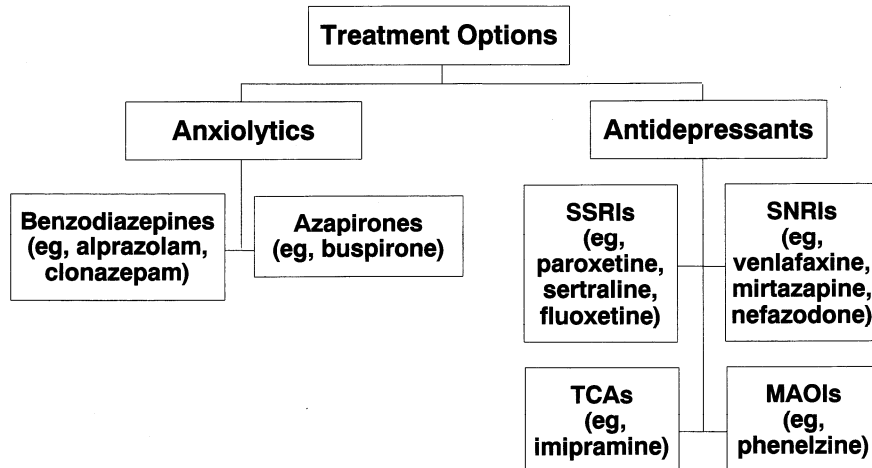 Treatment Options
Anxiolytics
Antidepressants
Benzodiazepines
(eg, alprazolam,
clonazepam)
Azapirones
(eg, buspirone)
SSRIs
(eg,
paroxetine,
sertraline,
fluoxetine)
SNRIs
(eg,
venlafaxine,
mirtazapine,
nefazodone)
TCAs
(eg,
imipramine)
MAOIs
(eg,
phenelzine)